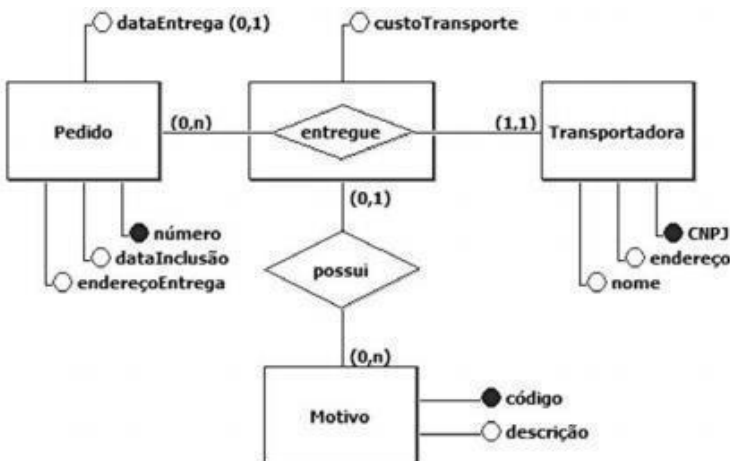 dataEntrega (0,1)
custoTransporte
Pedido
(0,n)
entregue
(1,1)
Transportadora
(0,1)
número
dataInclusão
endereçoEntrega
CNPJ
endereço
nome
possui
(0,n)
Motivo
código
descrição